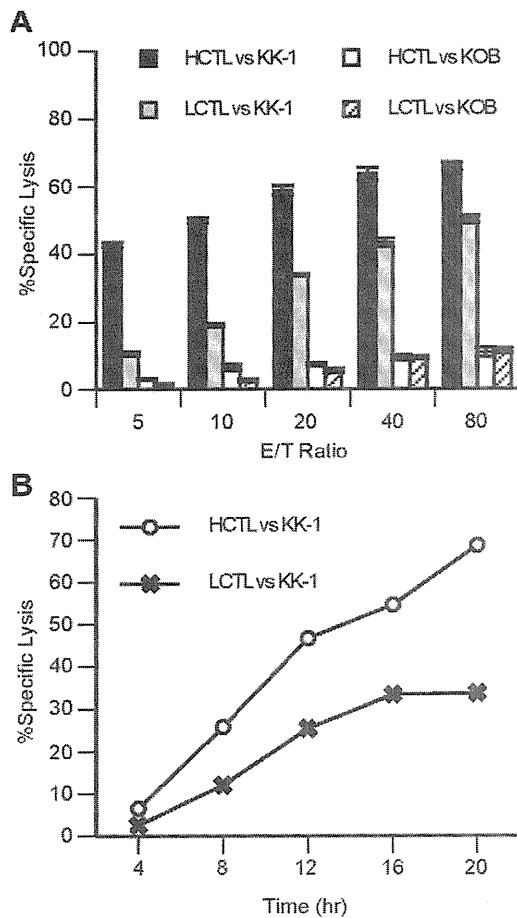 A
HCTL vs KK-1
HCTL vs KOB
LCTL vs KK-1
LCTL vs KOB
%Specific Lysis
100
80
60
40
20
0
5 10 20 40 80
E/T Ratio
B
HCTL vs KK-1
LCTL vs KK-1
%Specific Lysis
80
70
60
50
40
30
20
10
0
4 8 12 16 20
Time (hr)